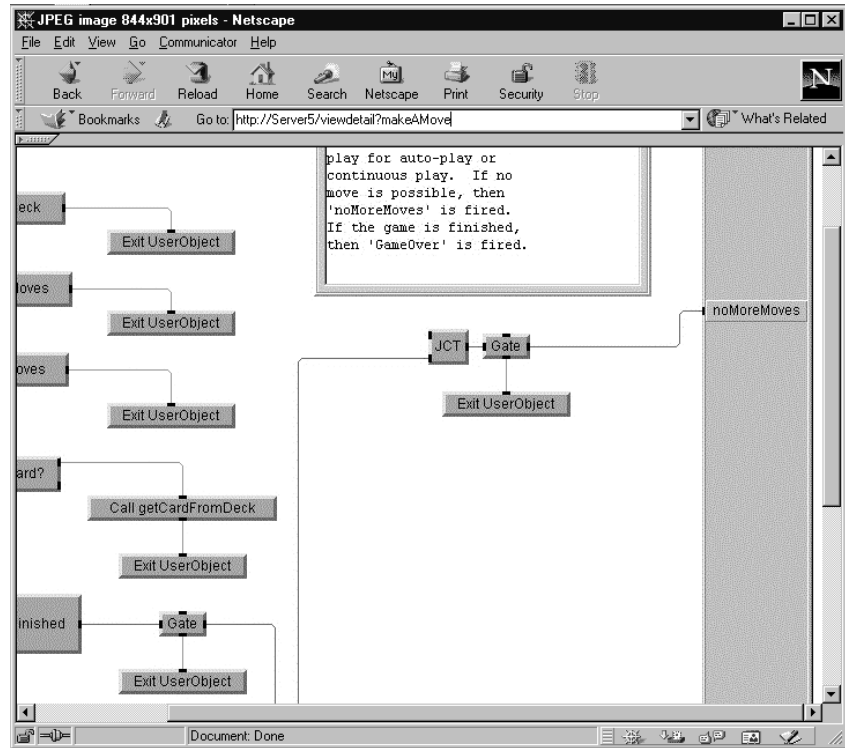 JPEG image 844x901 pixels - Netscape
File Edit View Go Communicator Help
Back Forward Reload Home Search Netscape Print Security Stop
My
N
Bookmarks Go to: http://Server5/viewdetail?makeAMove What's Related
play for auto-play or
continuous play. If no
move is possible, then
'noMoreMoves' is fired.
If the game is finished,
then 'GameOver' is fired.
eck
Exit UserObject
loves
noMoreMoves
Exit UserObject
JCT Gate
oves
Exit UserObject
Exit UserObject
ard?
Call getCardFromDeck
Exit UserObject
inished Gate
Exit UserObject
Document: Done